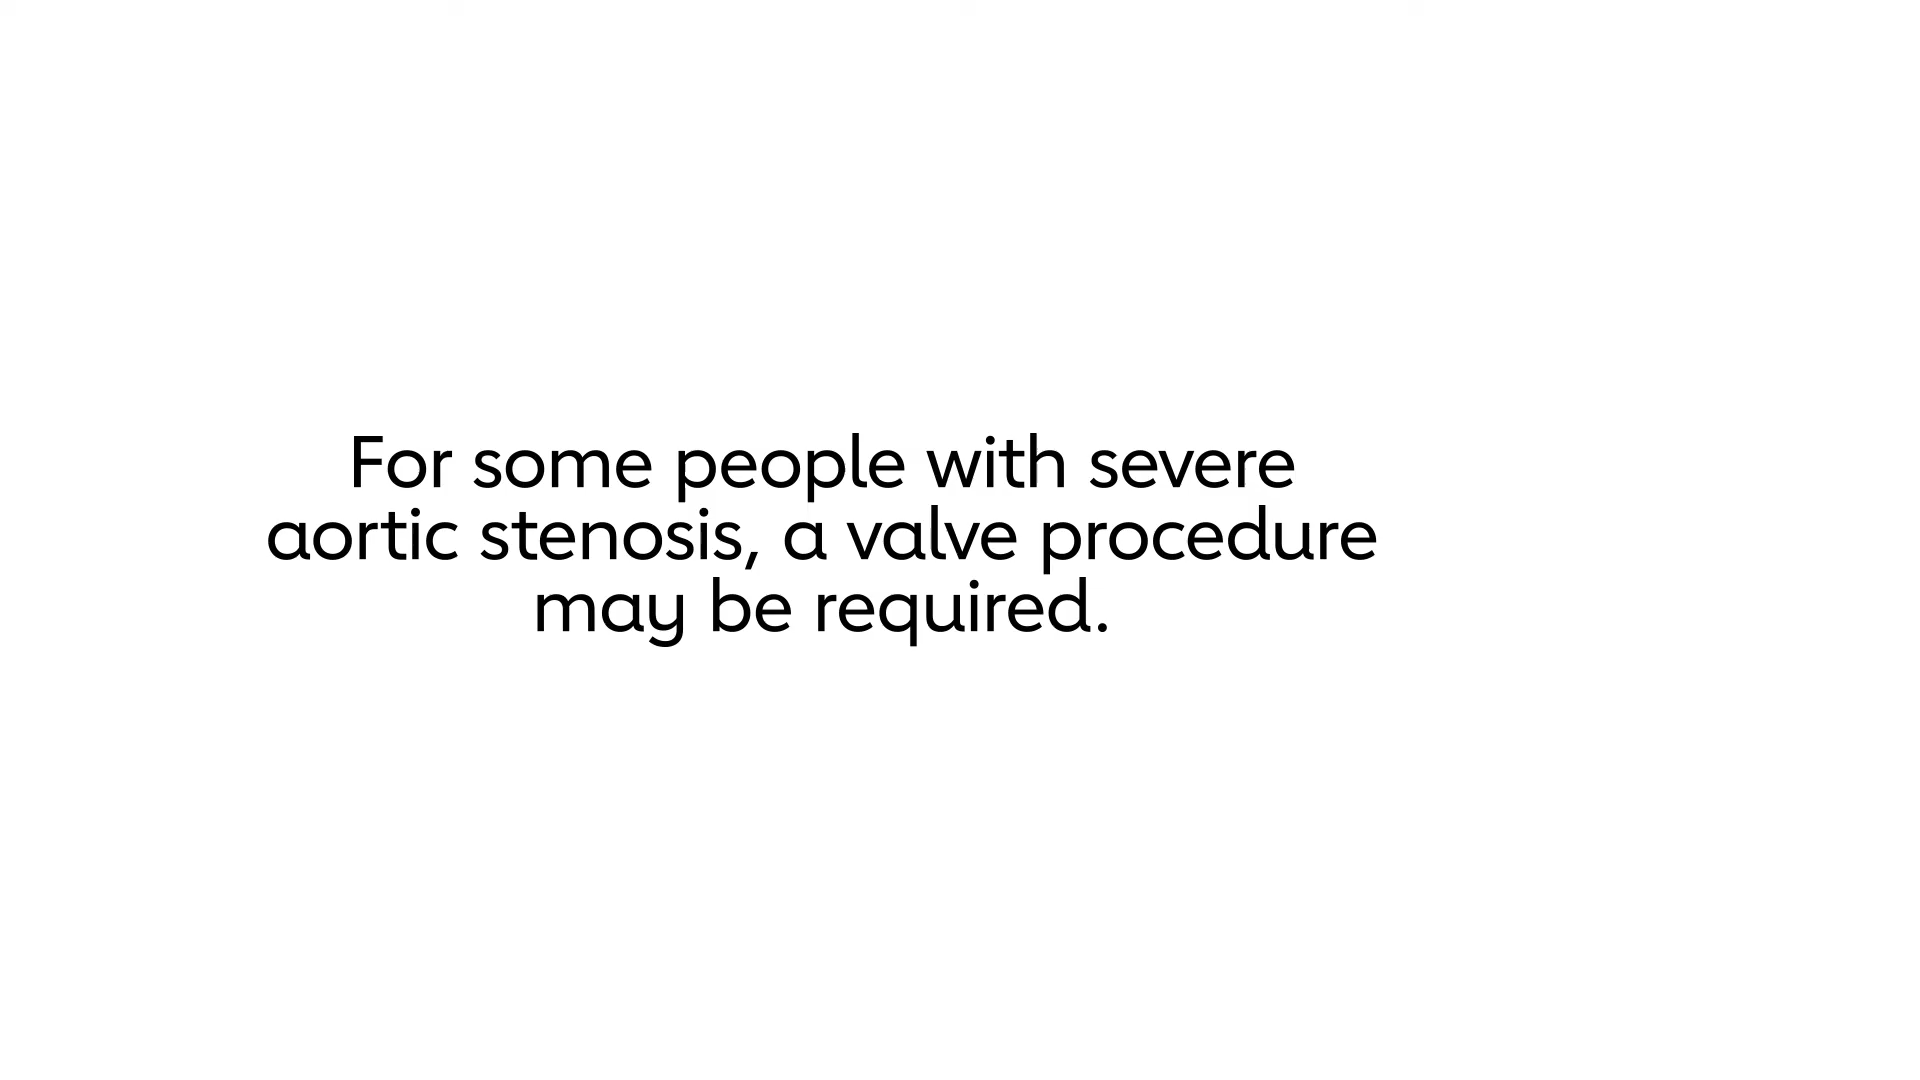 For some people with severe
aortic stenosis, a valve procedure
may be required.